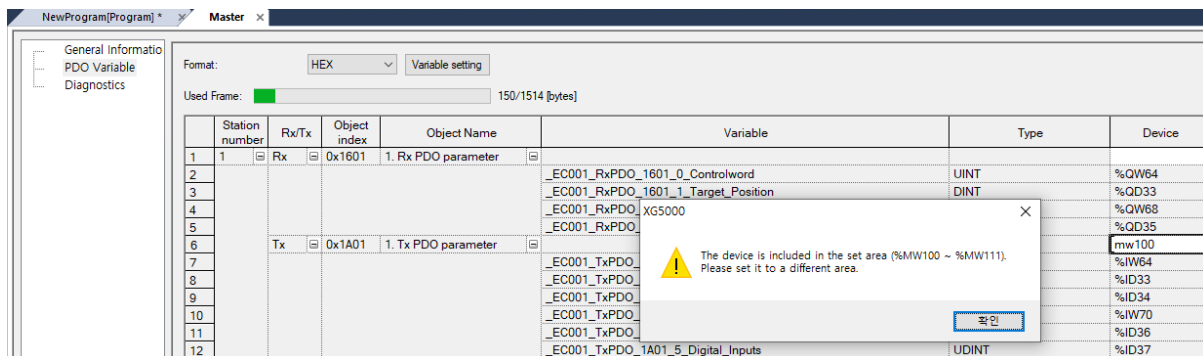 NewProgram[Program] * × Master ×
General Informatio
PDO Variable
Diagnostics
Format: HEX Variable setting
Used Frame: 150/1514 [bytes]
Station number Rx/Tx Object index Object Name Variable Type Device
1 1 Rx 0x1601 1. Rx PDO parameter
2 _EC001_RxPDO_1601_0_Controlword UINT %QW64
3 _EC001_RxPDO_1601_1_Target_Position DINT %QD33
4 _EC001_RxPDO_ %QW68
5 _EC001_RxPDO_ %QD35
6 Tx 0x1A01 1. Tx PDO parameter mw100
7 _EC001_TxPDO_ %IW64
8 _EC001_TxPDO_ %ID33
9 _EC001_TxPDO_ %ID34
10 _EC001_TxPDO_ %IW70
11 _EC001_TxPDO_ %ID36
12 _EC001_TxPDO_1A01_5_Digital_Inputs UDINT %ID37
XG5000
The device is included in the set area (%MW100 ~ %MW111).
Please set it to a different area.
확인